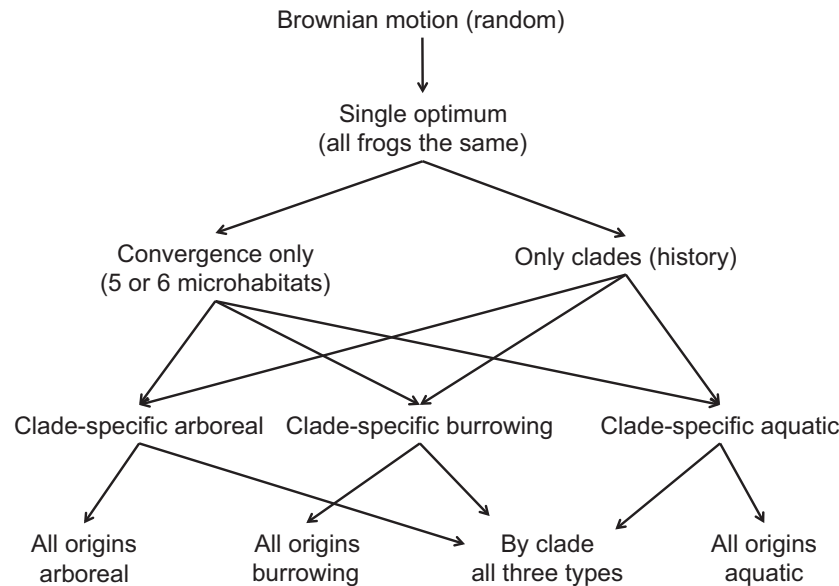 Brownian motion (random)
Single optimum
(all frogs the same)
Convergence only
(5 or 6 microhabitats)
Only clades (history)
Clade-specific arboreal
Clade-specific burrowing
Clade-specific aquatic
All origins
arboreal
All origins
burrowing
By clade
all three types
All origins
aquatic